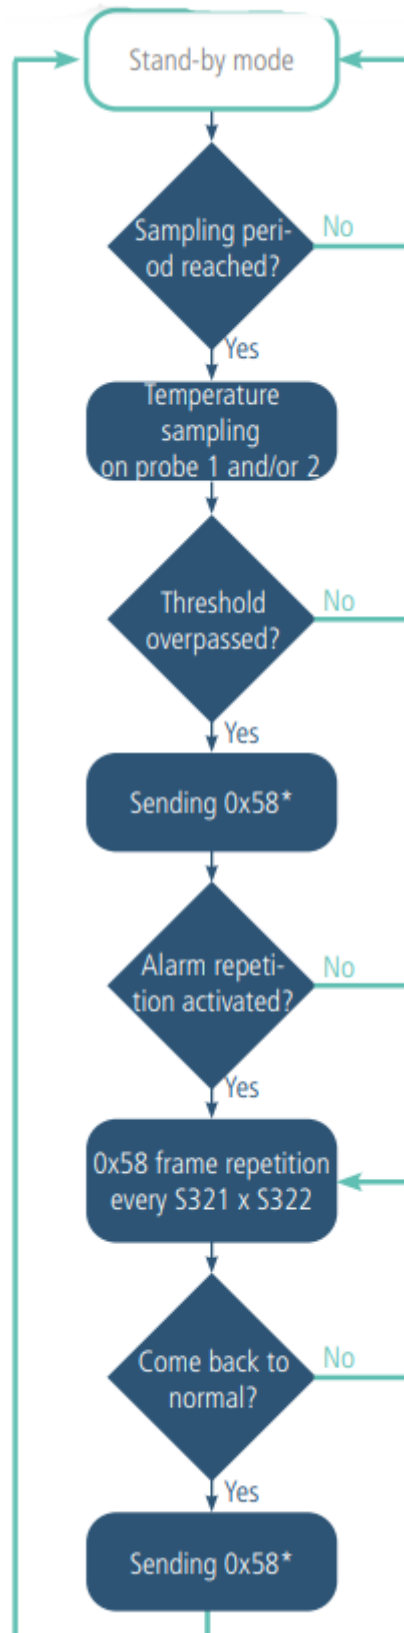 Stand-by mode
Sampling peri-
od reached?
No
Yes
Temperature
sampling
on probe 1 and/or 2
Threshold
overpassed?
No
Yes
Sending 0x58*
Alarm repeti-
tion activated?
No
Yes
0x58 frame repetition
every S321 x S322
Come back to
normal?
No
Yes
Sending 0x58*